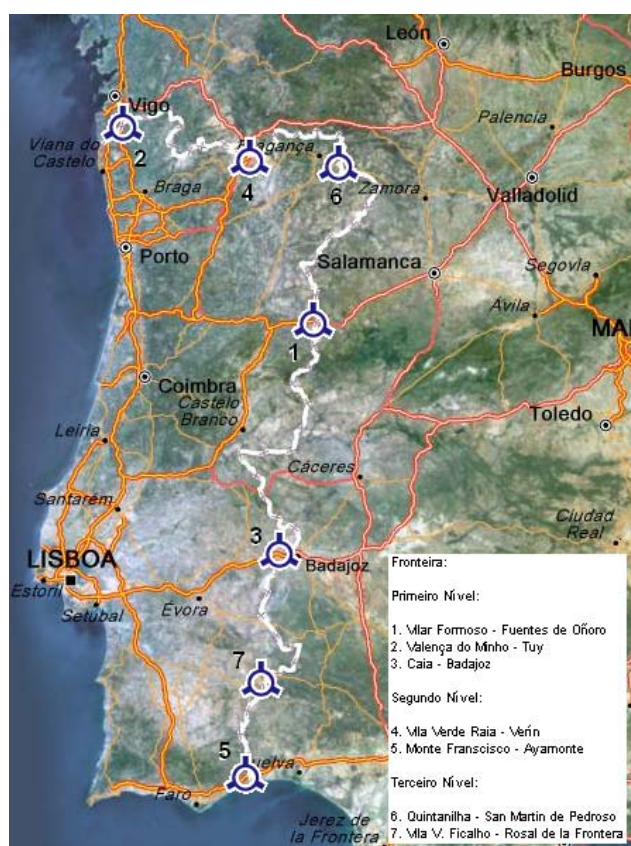 León
Burgos
Vigo
Palencia
Viana do
Castelo
2
Bragança
4
6
Braga
Zamora
Valladolid
Porto
Salamanca
Segovia
Ávila
1
MA
Coimbra
Castelo
Branco
Toledo
Leiria
Cáceres
Santarem
Ciudad
Real
3
LISBOA
Badajoz
Estoril
Setúbal
Évora
7
5
uelva
Faro
Jerez de
la Frontera
Fronteira:
Primeiro Nível:
1. Vilar Formoso - Fuentes de Oñoro
2. Valença do Minho - Tuy
3. Caia - Badajoz
Segundo Nível:
4. Vila Verde Raia - Verín
5. Monte Franscisco - Ayamonte
Terceiro Nível:
6. Quintanilha - San Martin de Pedroso
7. Vila V. Ficalho - Rosal de la Frontera